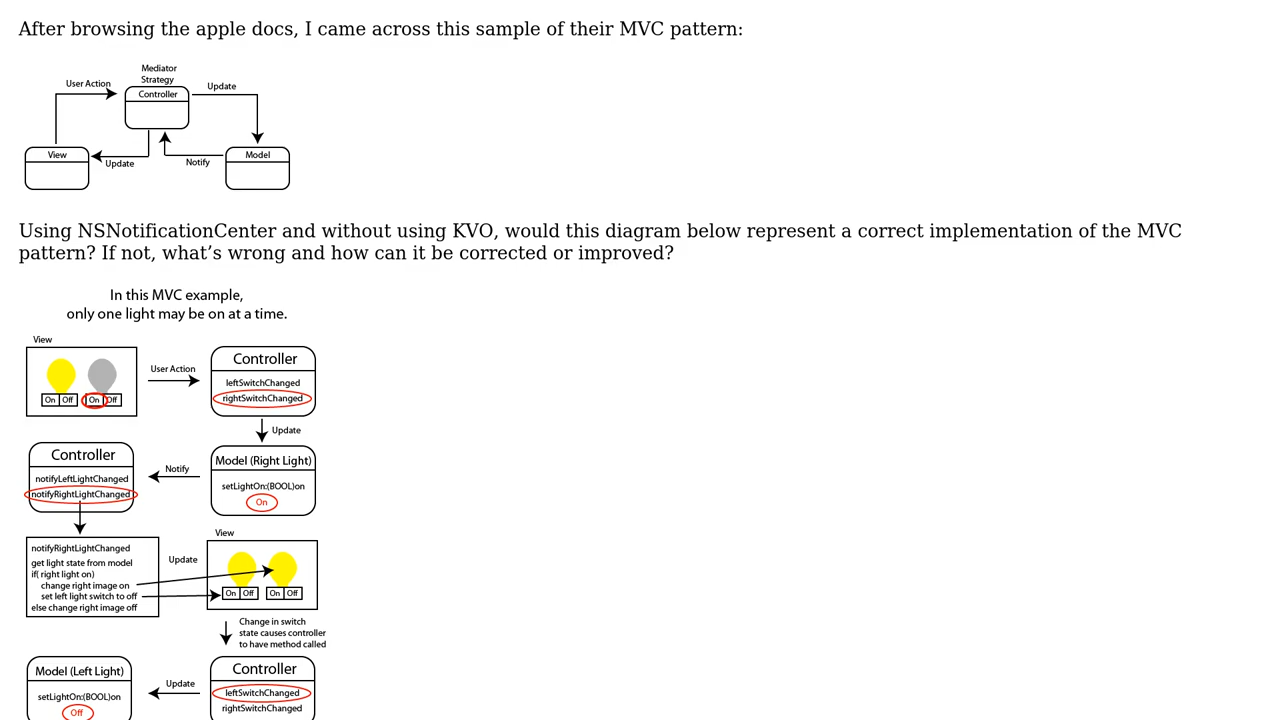 After browsing the apple docs, I came across this sample of their MVC pattern:
Mediator
Strategy
User Action
Controller
Update
View
Update
Notify
Model
Using NSNotificationCenter and without using KVO, would this diagram below represent a correct implementation of the MVC
pattern? If not, what’s wrong and how can it be corrected or improved?
In this MVC example,
only one light may be on at a time.
View
On Off On Off
User Action
Controller
leftSwitchChanged
rightSwitchChanged
Update
Controller
notifyLeftLightChanged
notifyRightLightChanged
Notify
Model (Right Light)
setLightOn:(BOOL)on
On
notifyRightLightChanged
get light state from model
if( right light on)
change right image on
set left light switch to off
else change right image off
Update
View
On Off On Off
Change in switch
state causes controller
to have method called
Model (Left Light)
setLightOn:(BOOL)on
Off
Update
Controller
leftSwitchChanged
rightSwitchChanged